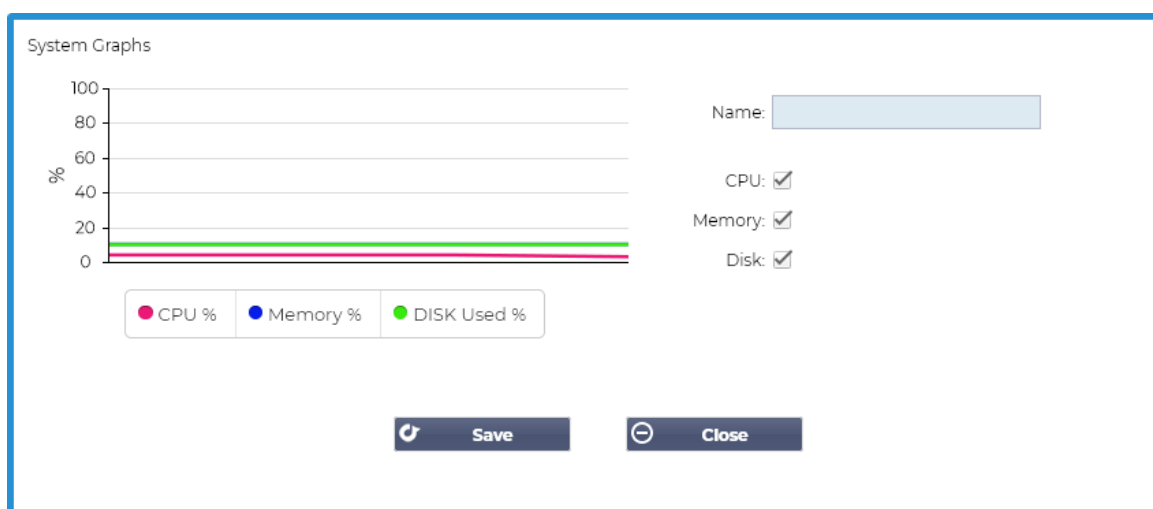 System Graphs
100
80
60
40
20
0
%
CPU %
Memory %
DISK Used %
Name:
CPU:
Memory:
Disk:
Save
Close